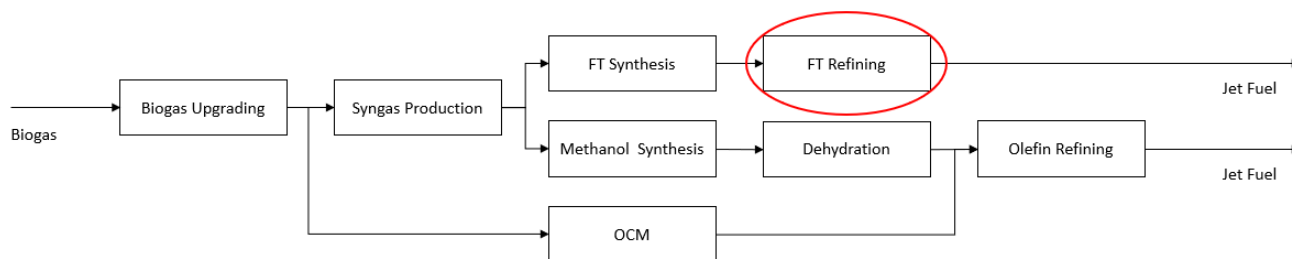 FT Synthesis
FT Refining
Jet Fuel
Biogas Upgrading
Syngas Production
Biogas
Methanol Synthesis
Dehydration
Olefin Refining
Jet Fuel
OCM